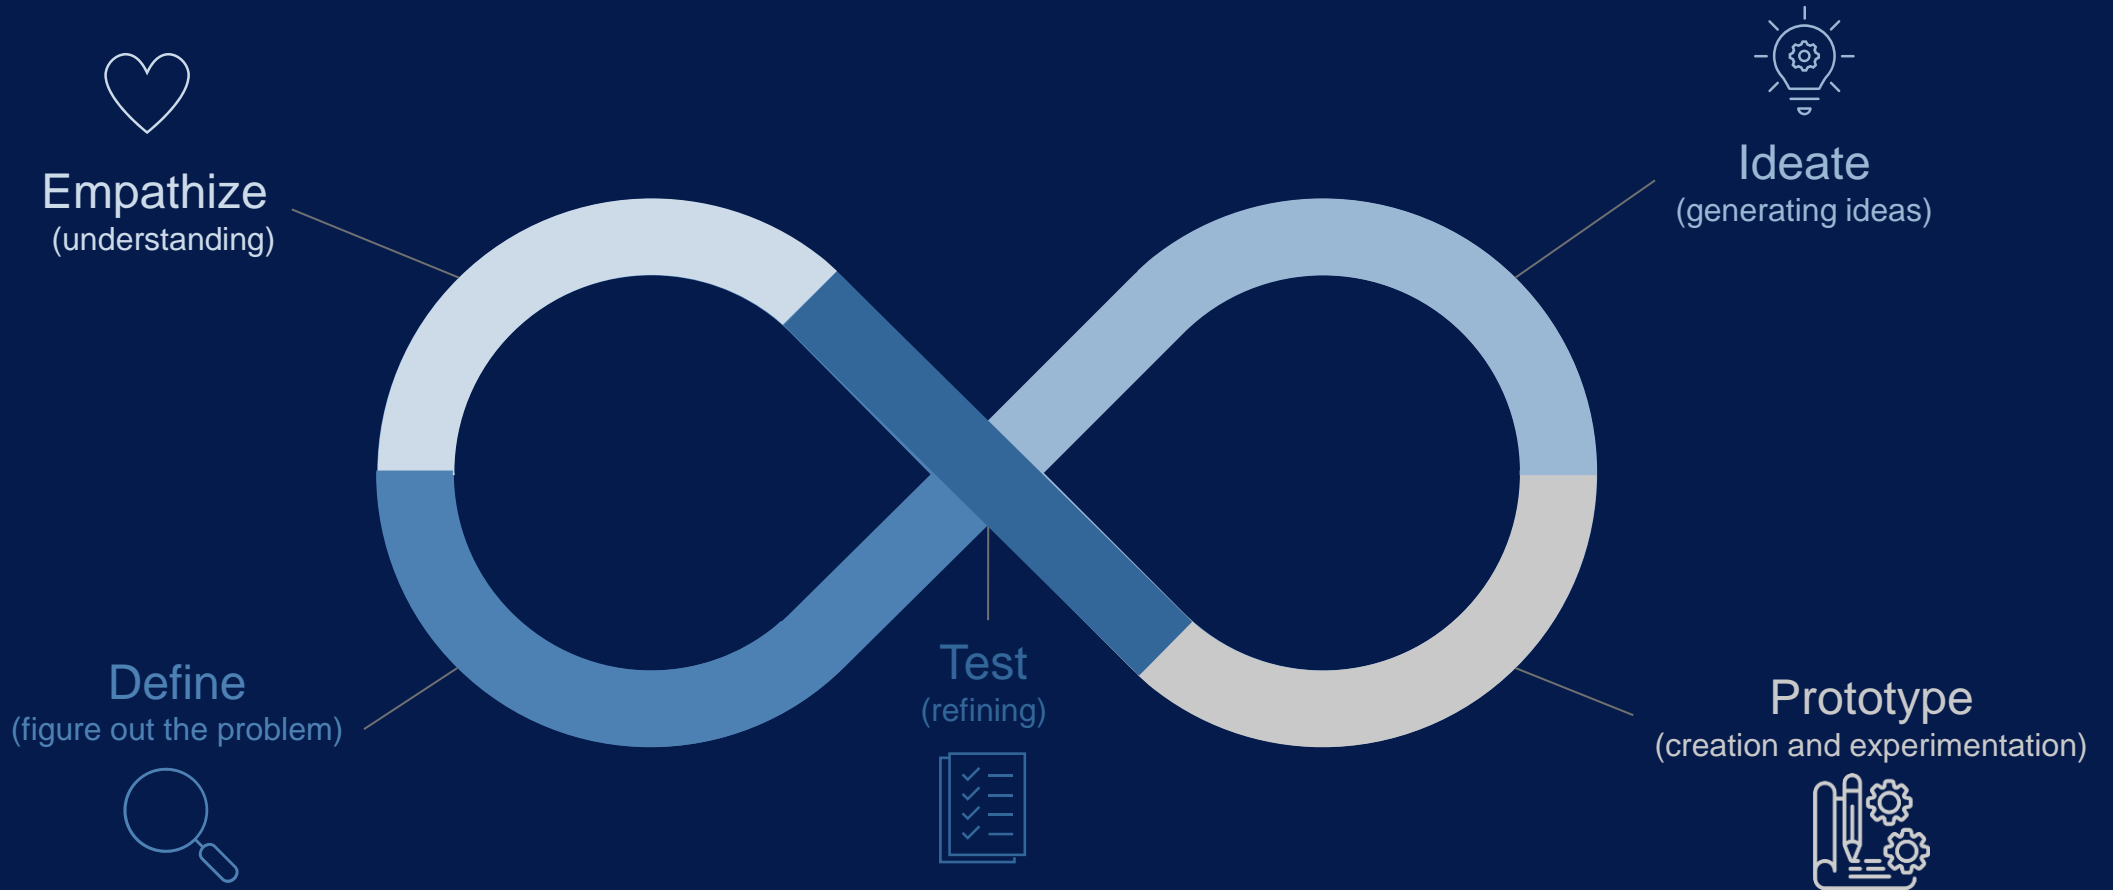 Empathize
(understanding)
Ideate
(generating ideas)
Define
(figure out the problem)
Test
(refining)
Prototype
(creation and experimentation)